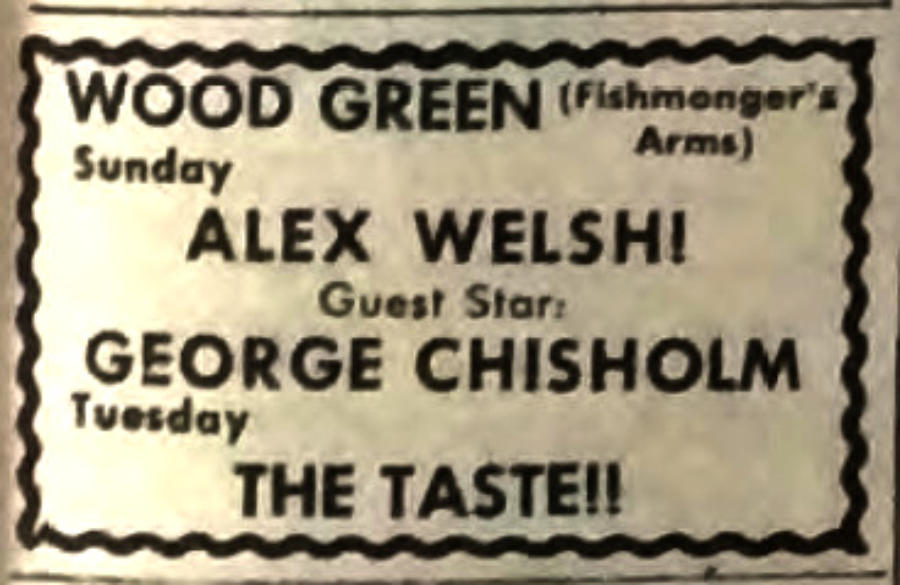 WOOD GREEN (Fishmonger's
Arms)
Sunday
ALEX WELSH!
Guest Star:
GEORGE CHISHOLM
Tuesday
THE TASTE!!